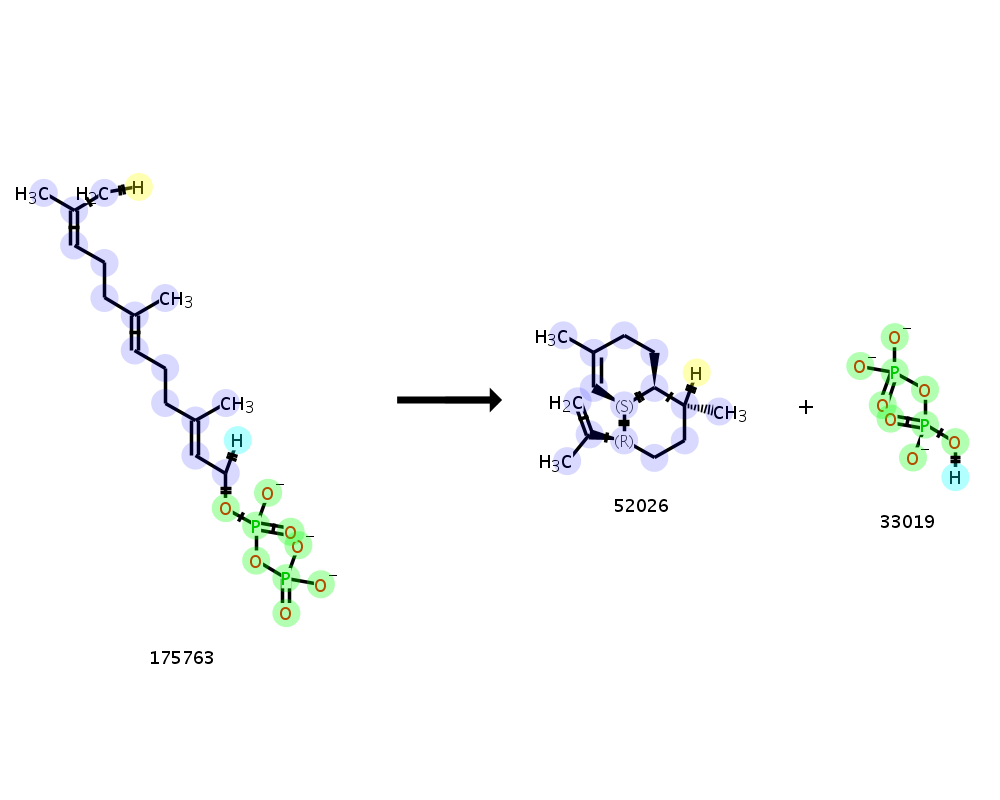 H₃C H₂C H
CH₃
CH₃
H
O
O⁻
P O
O O⁻
P O⁻
O
175763
H₃C
H
H₂C (S) CH₃
(R)
H₃C
52026
+
O⁻
O⁻ P
O O
O P O
O⁻
H
33019